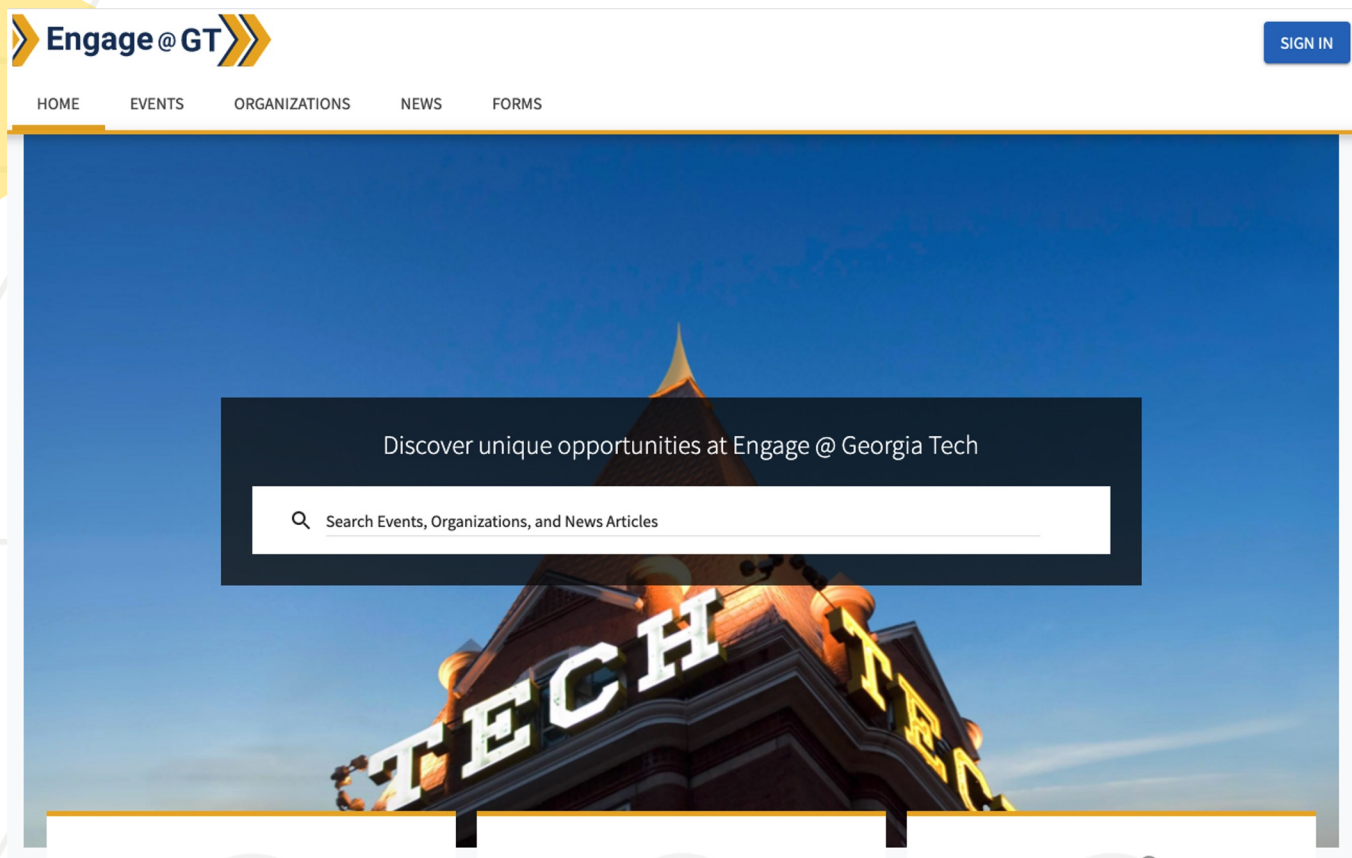 Engage @ GT
SIGN IN
HOME EVENTS ORGANIZATIONS NEWS FORMS
Discover unique opportunities at Engage @ Georgia Tech
Search Events, Organizations, and News Articles
TECH TEC